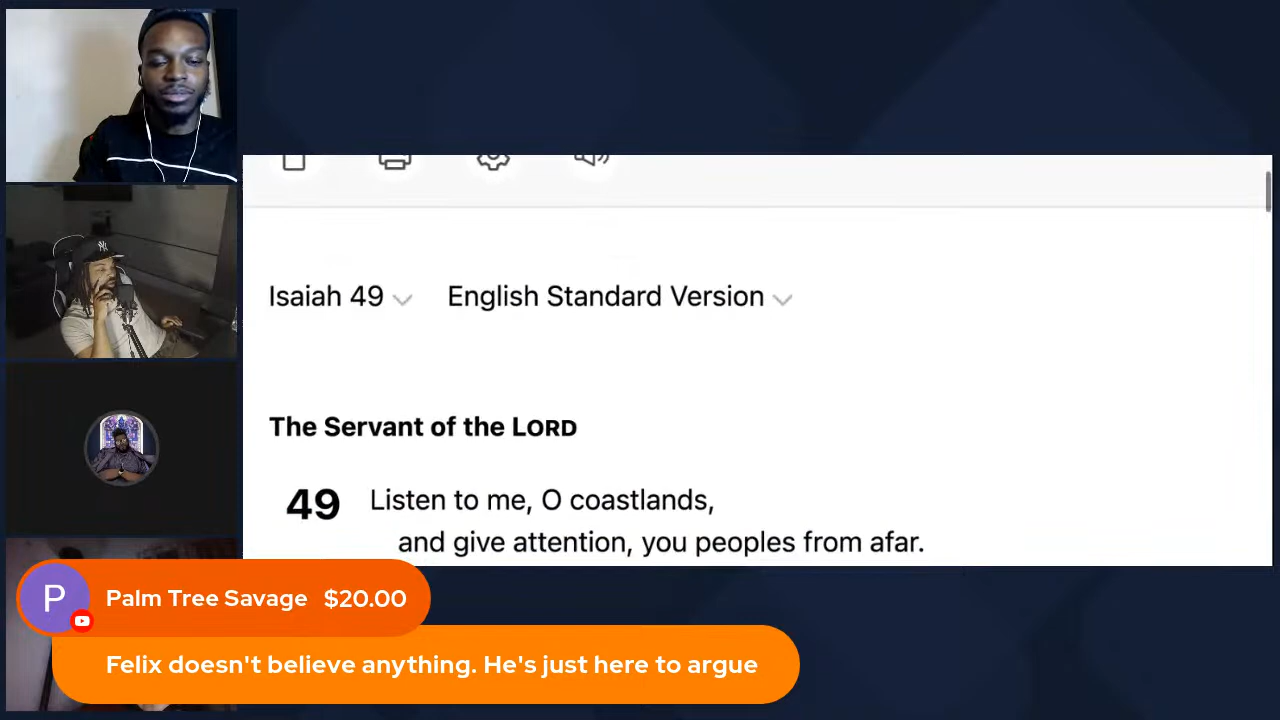 Isaiah 49 English Standard Version
The Servant of the LORD
49 Listen to me, O coastlands,
and give attention, you peoples from afar.
P Palm Tree Savage $20.00
Felix doesn't believe anything. He's just here to argue